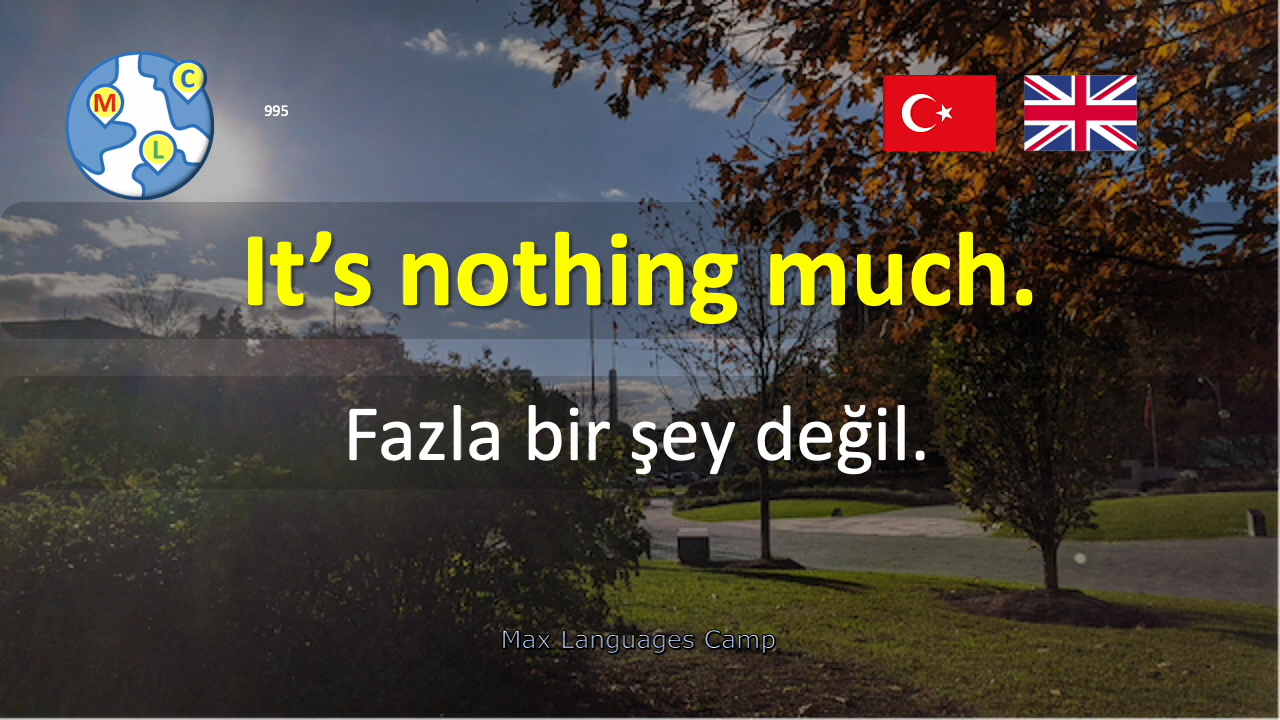 C
M
L
995
It’s nothing much.
Fazla bir şey değil.
Max Languages Camp